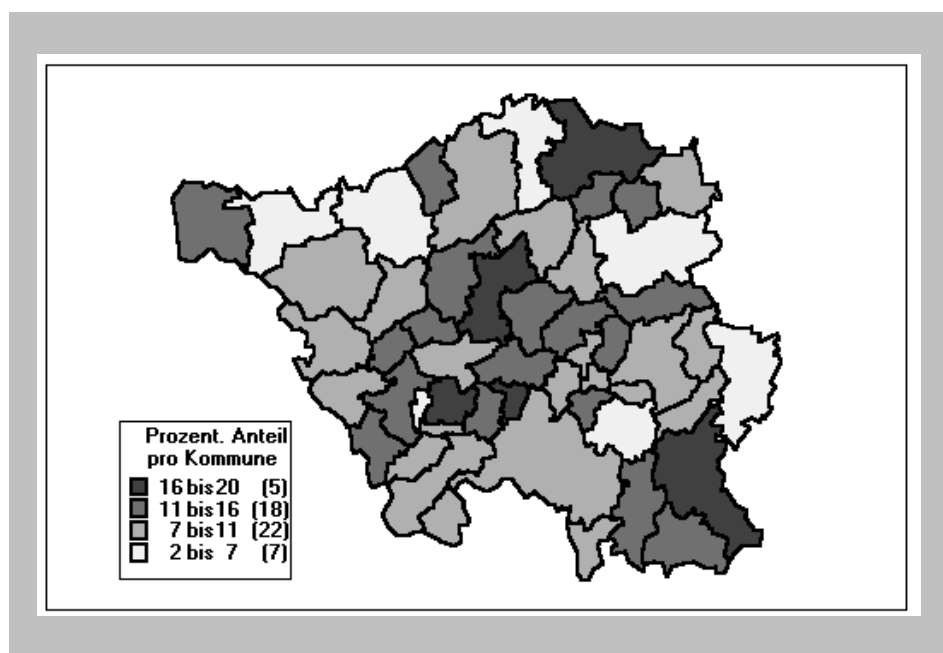 Prozent. Anteil
pro Kommune
16 bis 20 (5)
11 bis 16 (18)
7 bis 11 (22)
2 bis 7 (7)